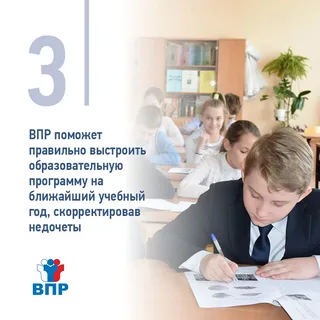 3
ВПР поможет
правильно выстроить
образовательную
программу на
ближайший учебный
год, скорректировав
недочеты
ВПР